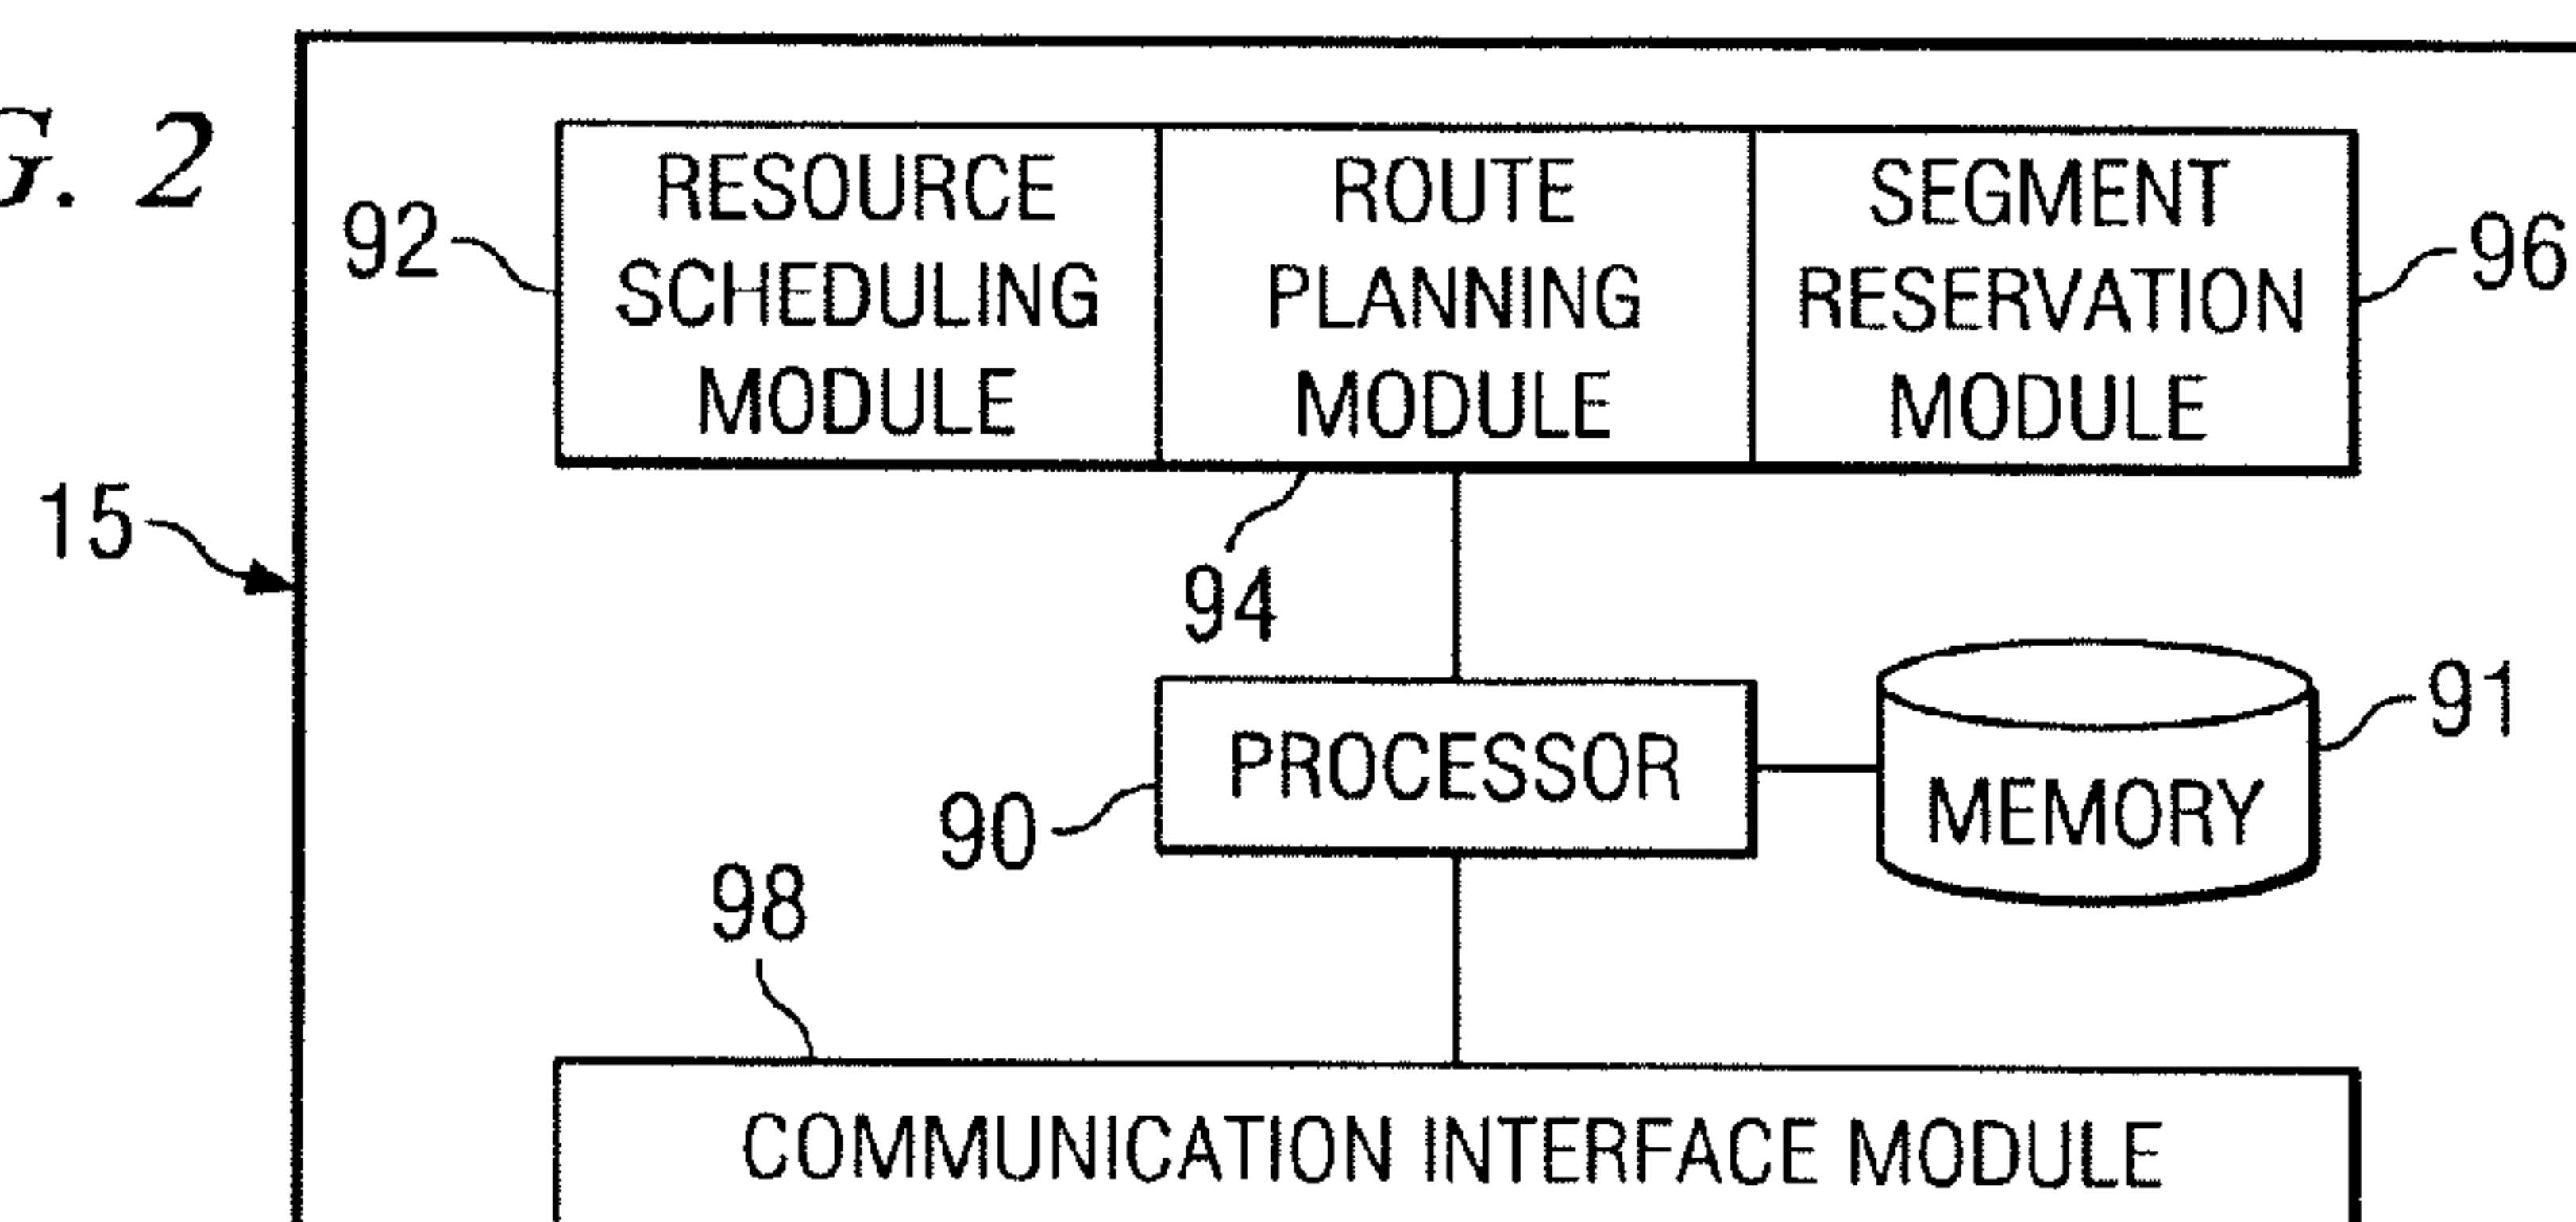 G. 2
RESOURCE
SCHEDULING
MODULE
ROUTE
PLANNING
MODULE
SEGMENT
RESERVATION
MODULE
92
96
15
94
PROCESSOR
90
MEMORY
91
98
COMMUNICATION INTERFACE MODULE